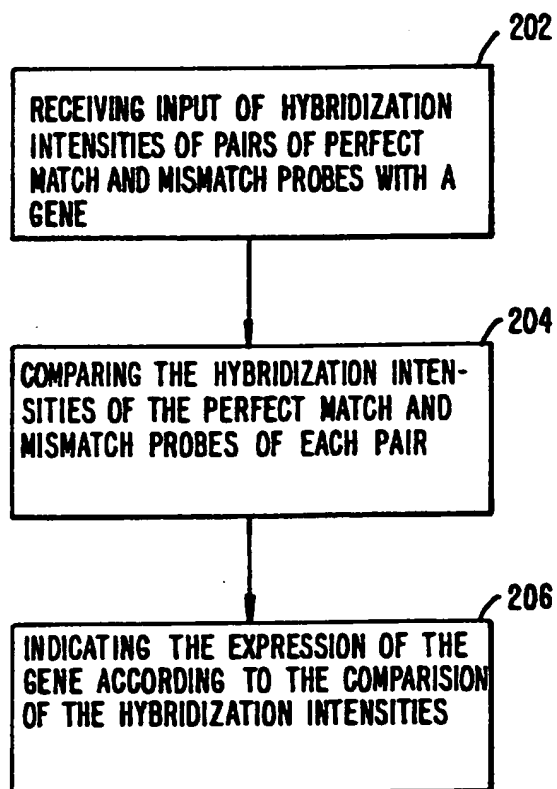 202
RECEIVING INPUT OF HYBRIDIZATION
INTENSITIES OF PAIRS OF PERFECT
MATCH AND MISMATCH PROBES WITH A
GENE
204
COMPARING THE HYBRIDIZATION INTEN-
SITIES OF THE PERFECT MATCH AND
MISMATCH PROBES OF EACH PAIR
206
INDICATING THE EXPRESSION OF THE
GENE ACCORDING TO THE COMPARISION
OF THE HYBRIDIZATION INTENSITIES